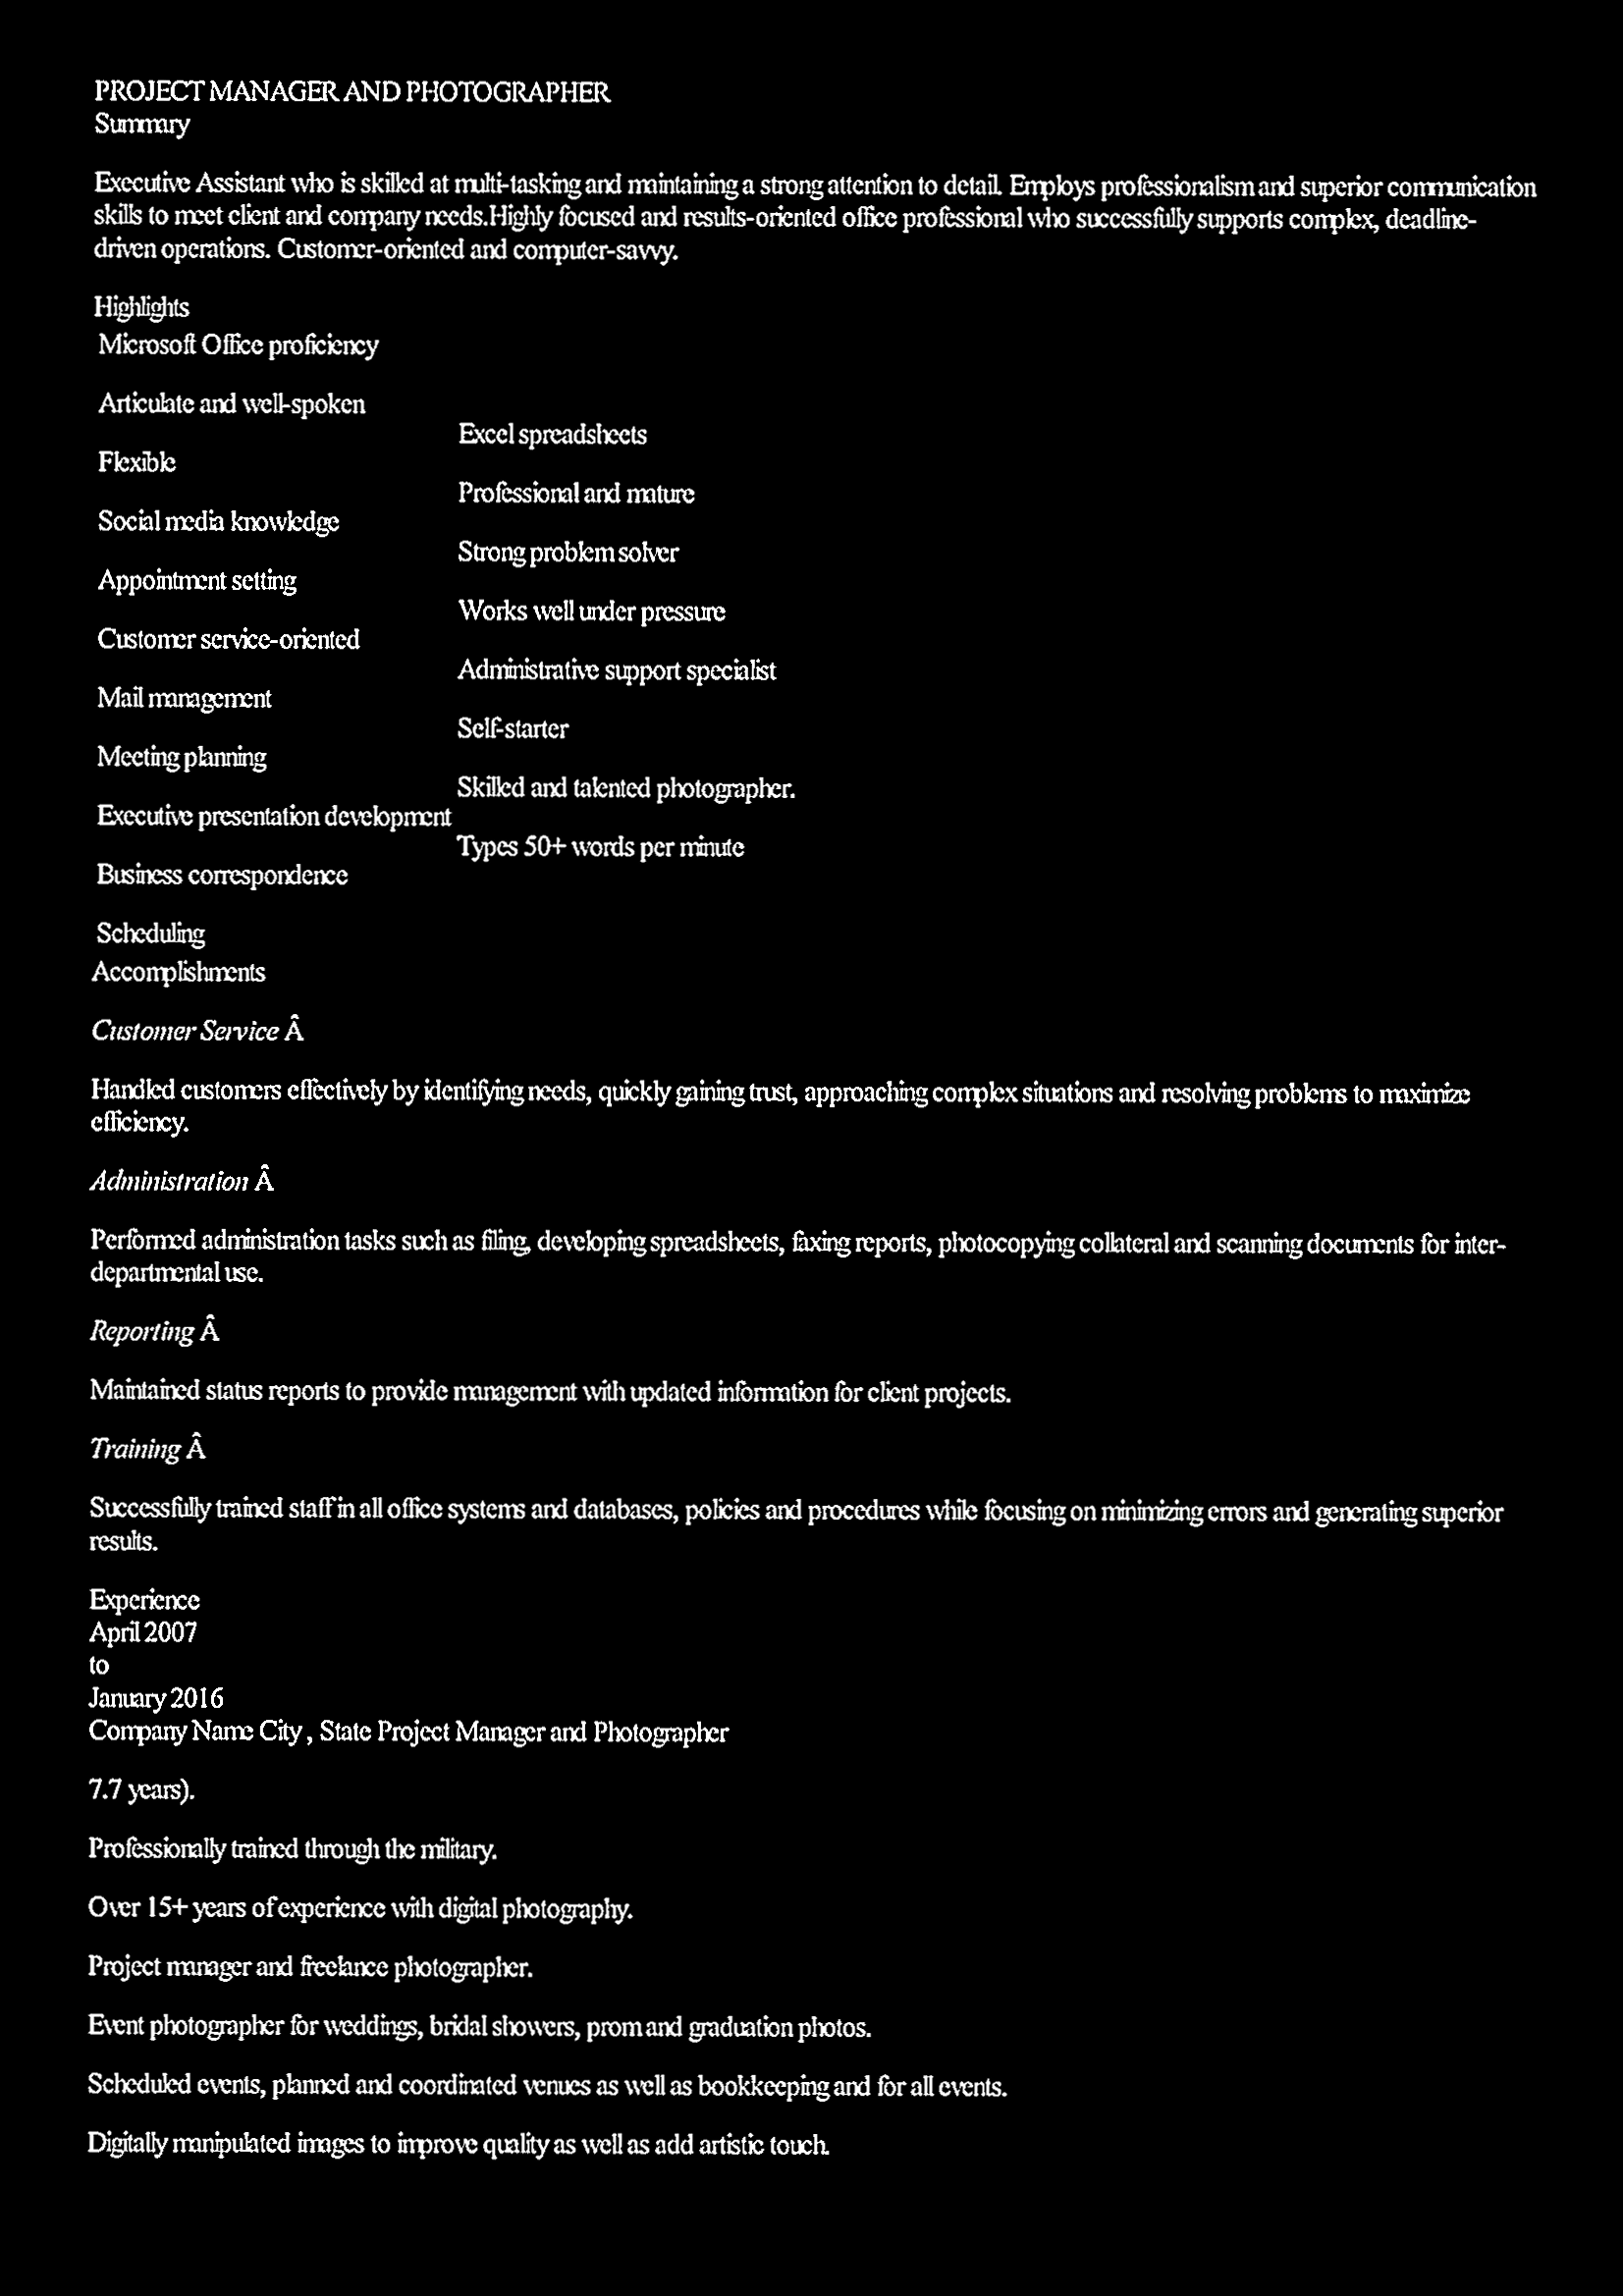 PROJECT MANAGER AND PHOTOGRAPHER
Summary
Executive Assistant who is skilled at multi-tasking and maintaining a strong attention to detail. Employs professionalism and superior communication
skills to meet client and company needs.Highly focused and results-oriented office professional who successfully supports complex, deadline-
driven operations. Customer-oriented and computer-savvy.
Highlights
Microsoft Office proficiency
Articulate and well-spoken
Excel spreadsheets
Flexible
Professional and mature
Social media knowledge
Strong problem solver
Appointment setting
Works well under pressure
Customer service-oriented
Administrative support specialist
Mail management
Self-starter
Meeting planning
Skilled and talented photographer.
Executive presentation development
Types 50+ words per minute
Business correspondence
Scheduling
Accomplishments
Customer Service Â
Handled customers effectively by identifying needs, quickly gaining trust, approaching complex situations and resolving problems to maximize
efficiency.
Administration Â
Performed administration tasks such as filing, developing spreadsheets, faxing reports, photocopying collateral and scanning documents for inter-
departmental use.
Reporting Â
Maintained status reports to provide management with updated information for client projects.
Training Â
Successfully trained staff in all office systems and databases, policies and procedures while focusing on minimizing errors and generating superior
results.
Experience
April 2007
to
January 2016
Company Name City , State Project Manager and Photographer
7.7 years).
Professionally trained through the military.
Over 15+ years of experience with digital photography.
Project manager and freelance photographer.
Event photographer for weddings, bridal showers, prom and graduation photos.
Scheduled events, planned and coordinated venues as well as bookkeeping and for all events.
Digitally manipulated images to improve quality as well as add artistic touch.